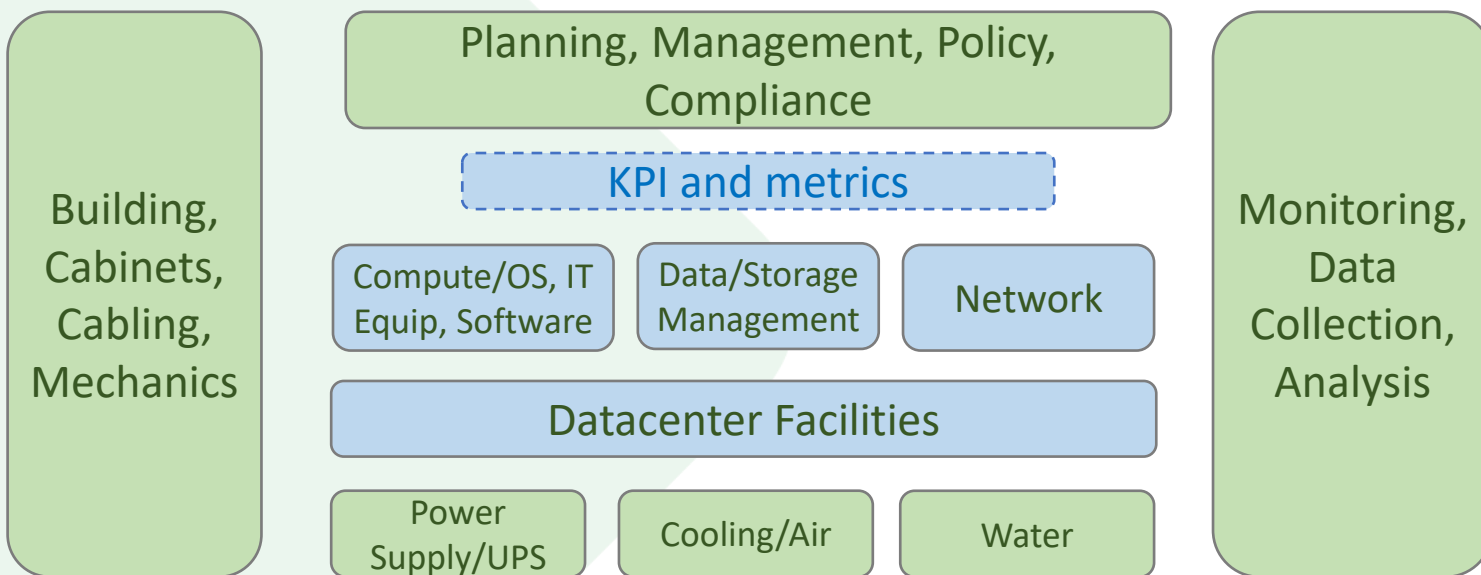 Planning, Management, Policy,
Compliance
KPI and metrics
Building,
Cabinets,
Cabling,
Mechanics
Compute/OS, IT
Equip, Software
Data/Storage
Management
Network
Monitoring,
Data
Collection,
Analysis
Datacenter Facilities
Power
Supply/UPS
Cooling/Air
Water